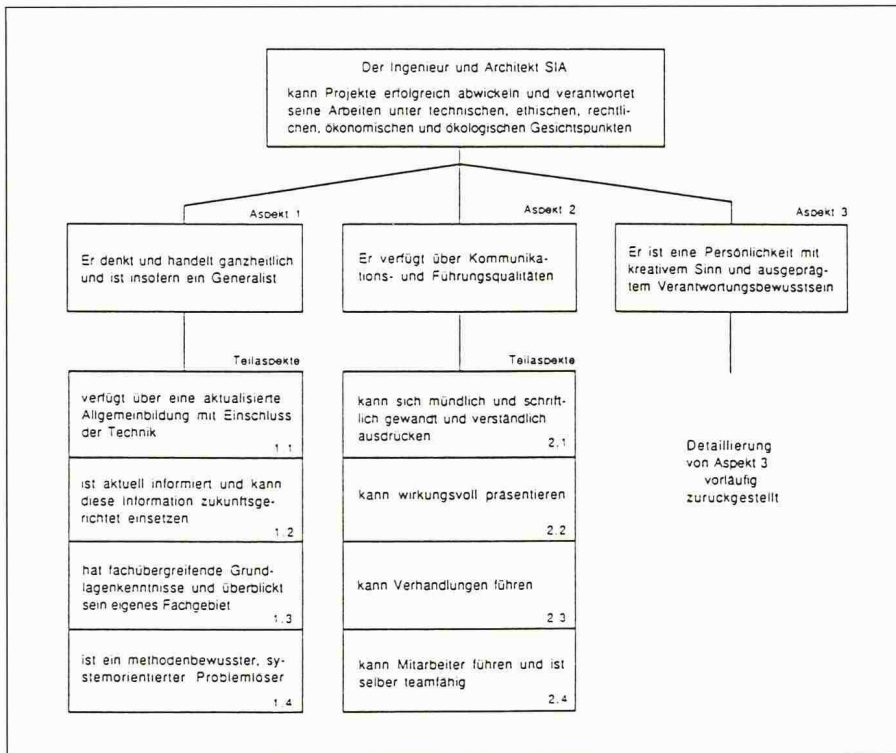 Der Ingenieur und Architekt SIA
kann Projekte erfolgreich abwickeln und verantwortet
seine Arbeiten unter technischen, ethischen, rechtli-
chen, ökonomischen und ökologischen Gesichtspunkten
Aspekt 1
Er denkt und handelt ganzheitlich
und ist insofern ein Generalist
Teilaspekte
verfügt über eine aktualisierte
Allgemeinbildung mit Einschluss
der Technik
1.1
ist aktuell informiert und kann
diese Information zukunftsge-
richtet einsetzen
1.2
hat fachübergreifende Grund-
lagenkenntnisse und überblickt
sein eigenes Fachgebiet
1.3
ist ein methodenbewusster, sy-
stemorientierter Problemlöser
1.4
Aspekt 2
Er verfügt über Kommunika-
tions- und Führungsqualitäten
Teilaspekte
kann sich mündlich und schrift-
lich gewandt und verständlich
ausdrücken
2.1
kann wirkungsvoll präsentieren
2.2
kann Verhandlungen führen
2.3
kann Mitarbeiter führen und ist
selber teamfähig
2.4
Aspekt 3
Er ist eine Persönlichkeit mit
kreativem Sinn und ausgepräg-
tem Verantwortungsbewusstsein
Detaillierung
von Aspekt 3
vorläufig
zurückgestellt